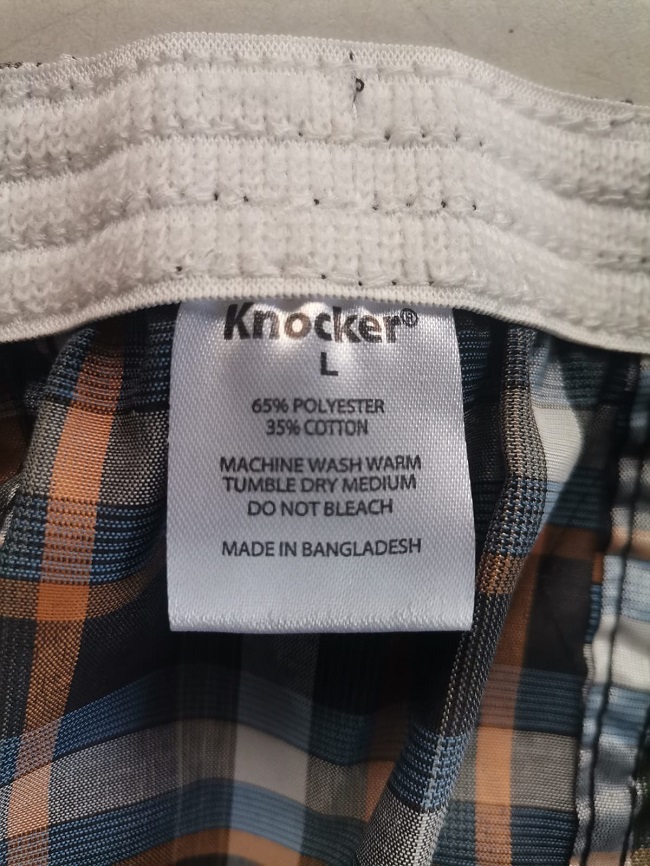 Knocker®
L
65% POLYESTER
35% COTTON
MACHINE WASH WARM
TUMBLE DRY MEDIUM
DO NOT BLEACH
MADE IN BANGLADESH